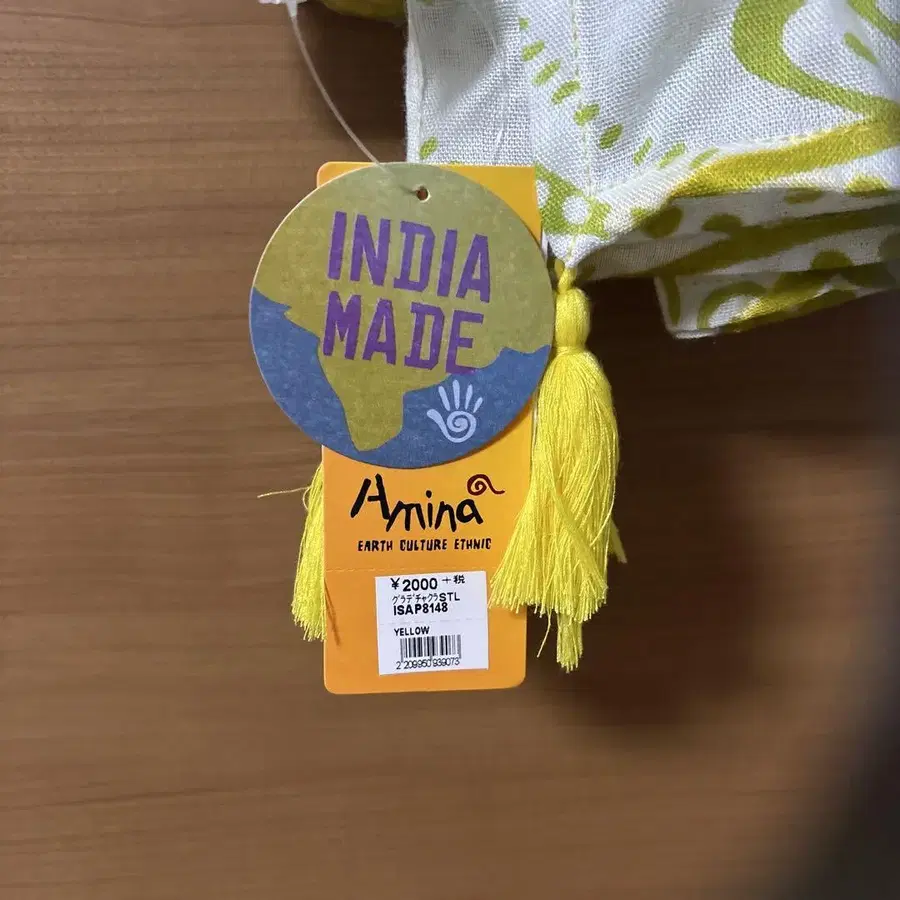 INDIA
MADE
Amina
EARTH CULTURE ETHNIC
¥2000 +税
グラデチャクラSTL
ISAP8148
YELLOW
2 209950 939073